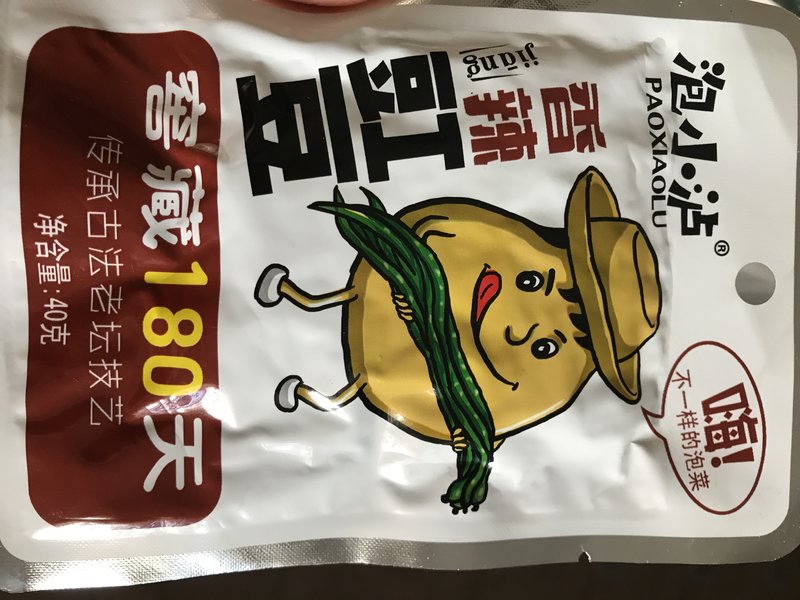 泡小泸®
PAOXIAOLU
嗨!
不一样的泡菜
香辣
jiāng
豇豆
窖藏180天
传承古法老坛技艺
净含量:40克